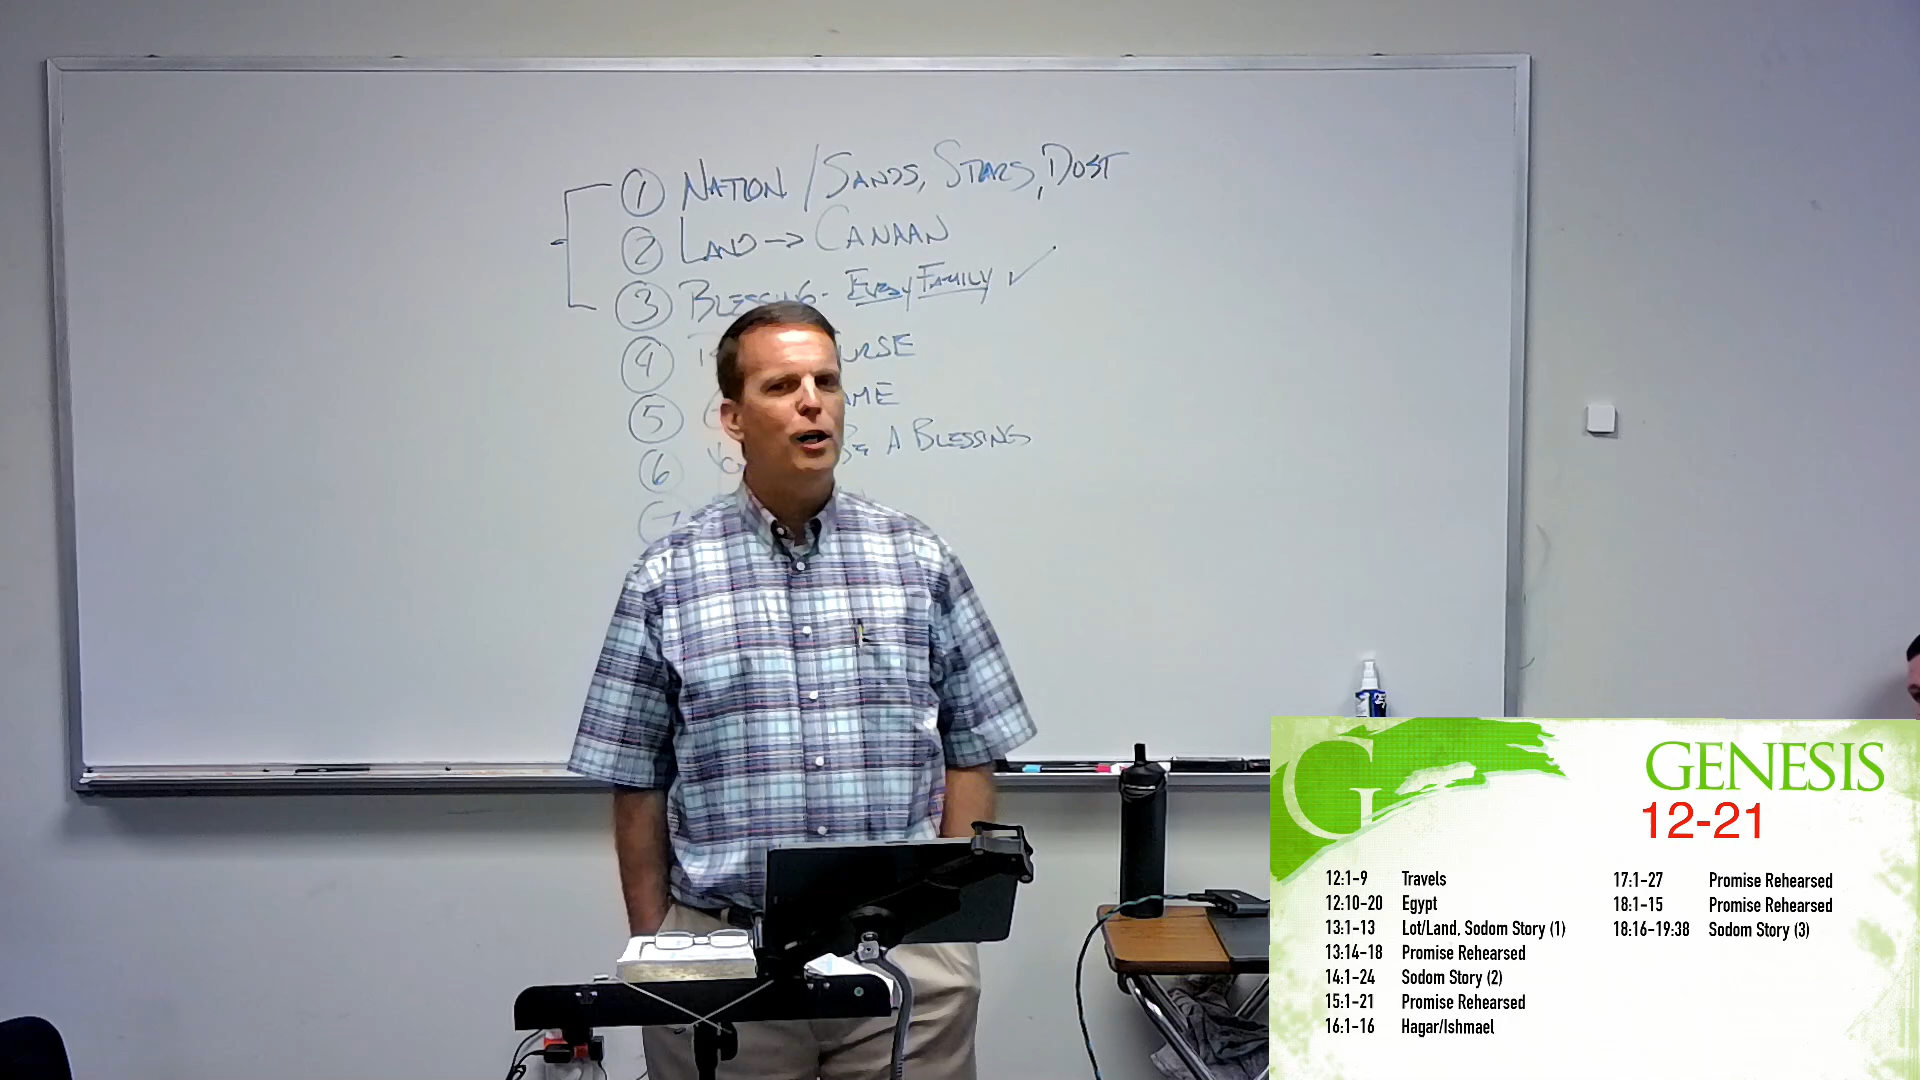 1 NATION / SANDS, STARS, DUST
2 LAND → CANAAN
3 BLESSING - EVERY FAMILY ✓
4 URSE
5 AME
6 BE A BLESSING
7
G
GENESIS
12-21
12:1-9 Travels
12:10-20 Egypt
13:1-13 Lot/Land, Sodom Story (1)
13:14-18 Promise Rehearsed
14:1-24 Sodom Story (2)
15:1-21 Promise Rehearsed
16:1-16 Hagar/Ishmael
17:1-27 Promise Rehearsed
18:1-15 Promise Rehearsed
18:16-19:38 Sodom Story (3)